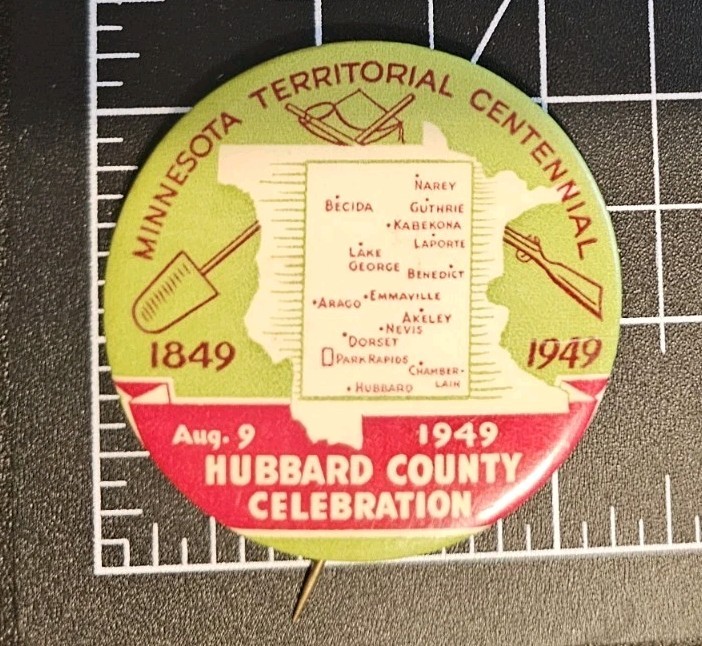 MINNESOTA TERRITORIAL CENTENNIAL
NAREY
BECIDA
GUTHRIE
KABEKONA
LAPORTE
LAKE
GEORGE
BENEDICT
EMMAVILLE
ARAGO
AKELEY
NEVIS
DORSET
PARK RAPIDS
CHAMBER-
LAIN
HUBBARD
1849
1949
Aug. 9
1949
HUBBARD COUNTY
CELEBRATION